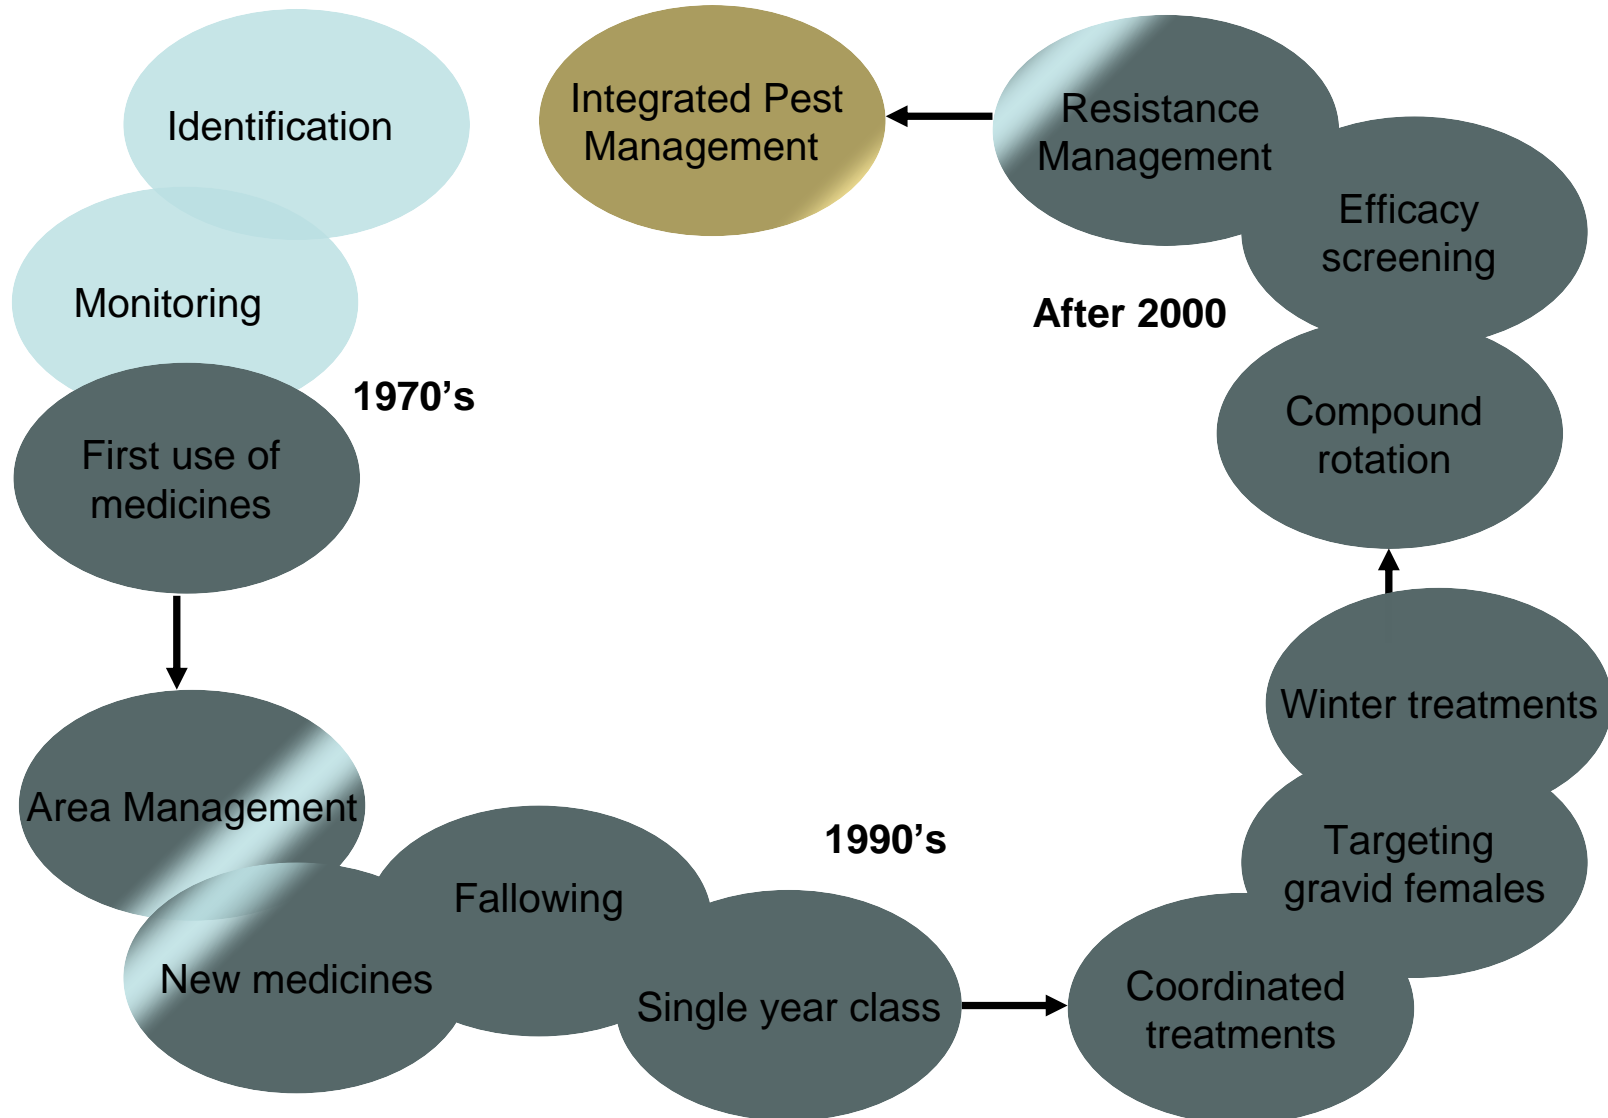 Identification
Monitoring
1970's
First use of
medicines
Area Management
New medicines
Fallowing
Single year class
1990's
Coordinated
treatments
Targeting
gravid females
Winter treatments
Compound
rotation
After 2000
Efficacy
screening
Resistance
Management
Integrated Pest
Management